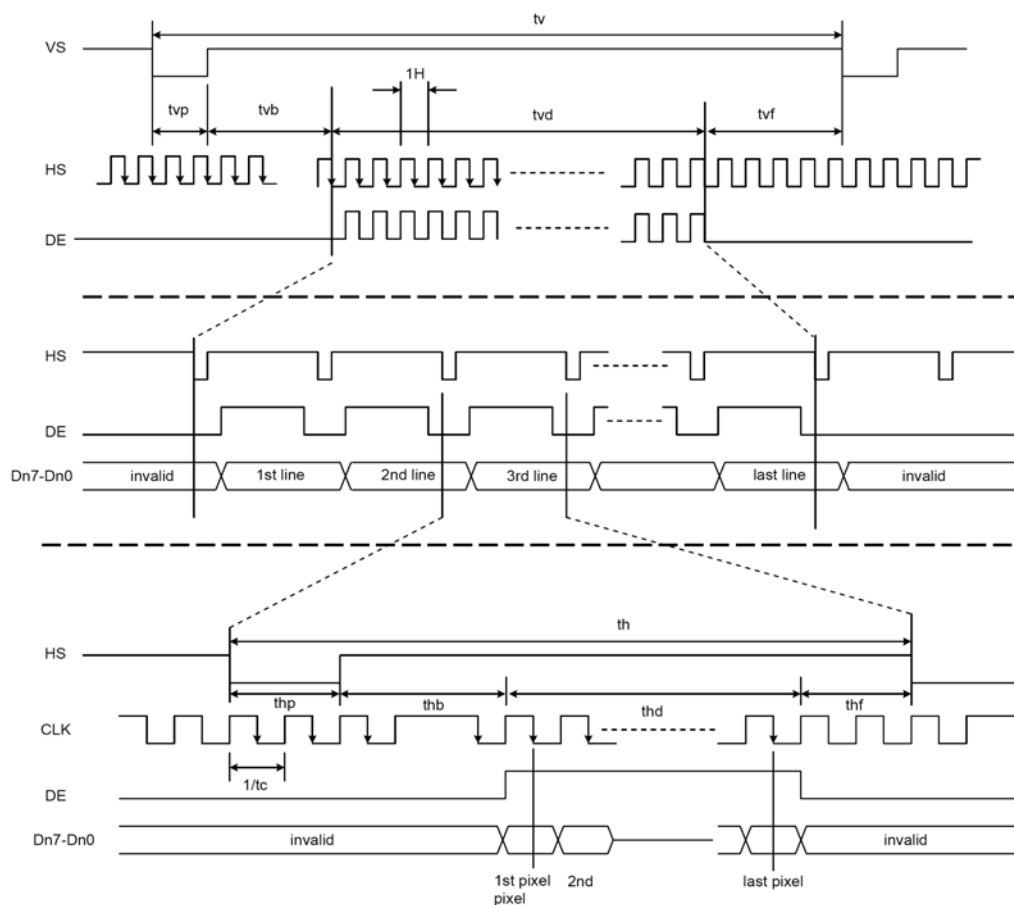 tv
VS
1H
tvp
tvb
tvd
tvf
HS
DE
HS
DE
Dn7-Dn0
invalid
1st line
2nd line
3rd line
last line
invalid
th
HS
thp
thb
thd
thf
CLK
1/tc
DE
Dn7-Dn0
invalid
invalid
1st pixel
2nd
last pixel
pixel